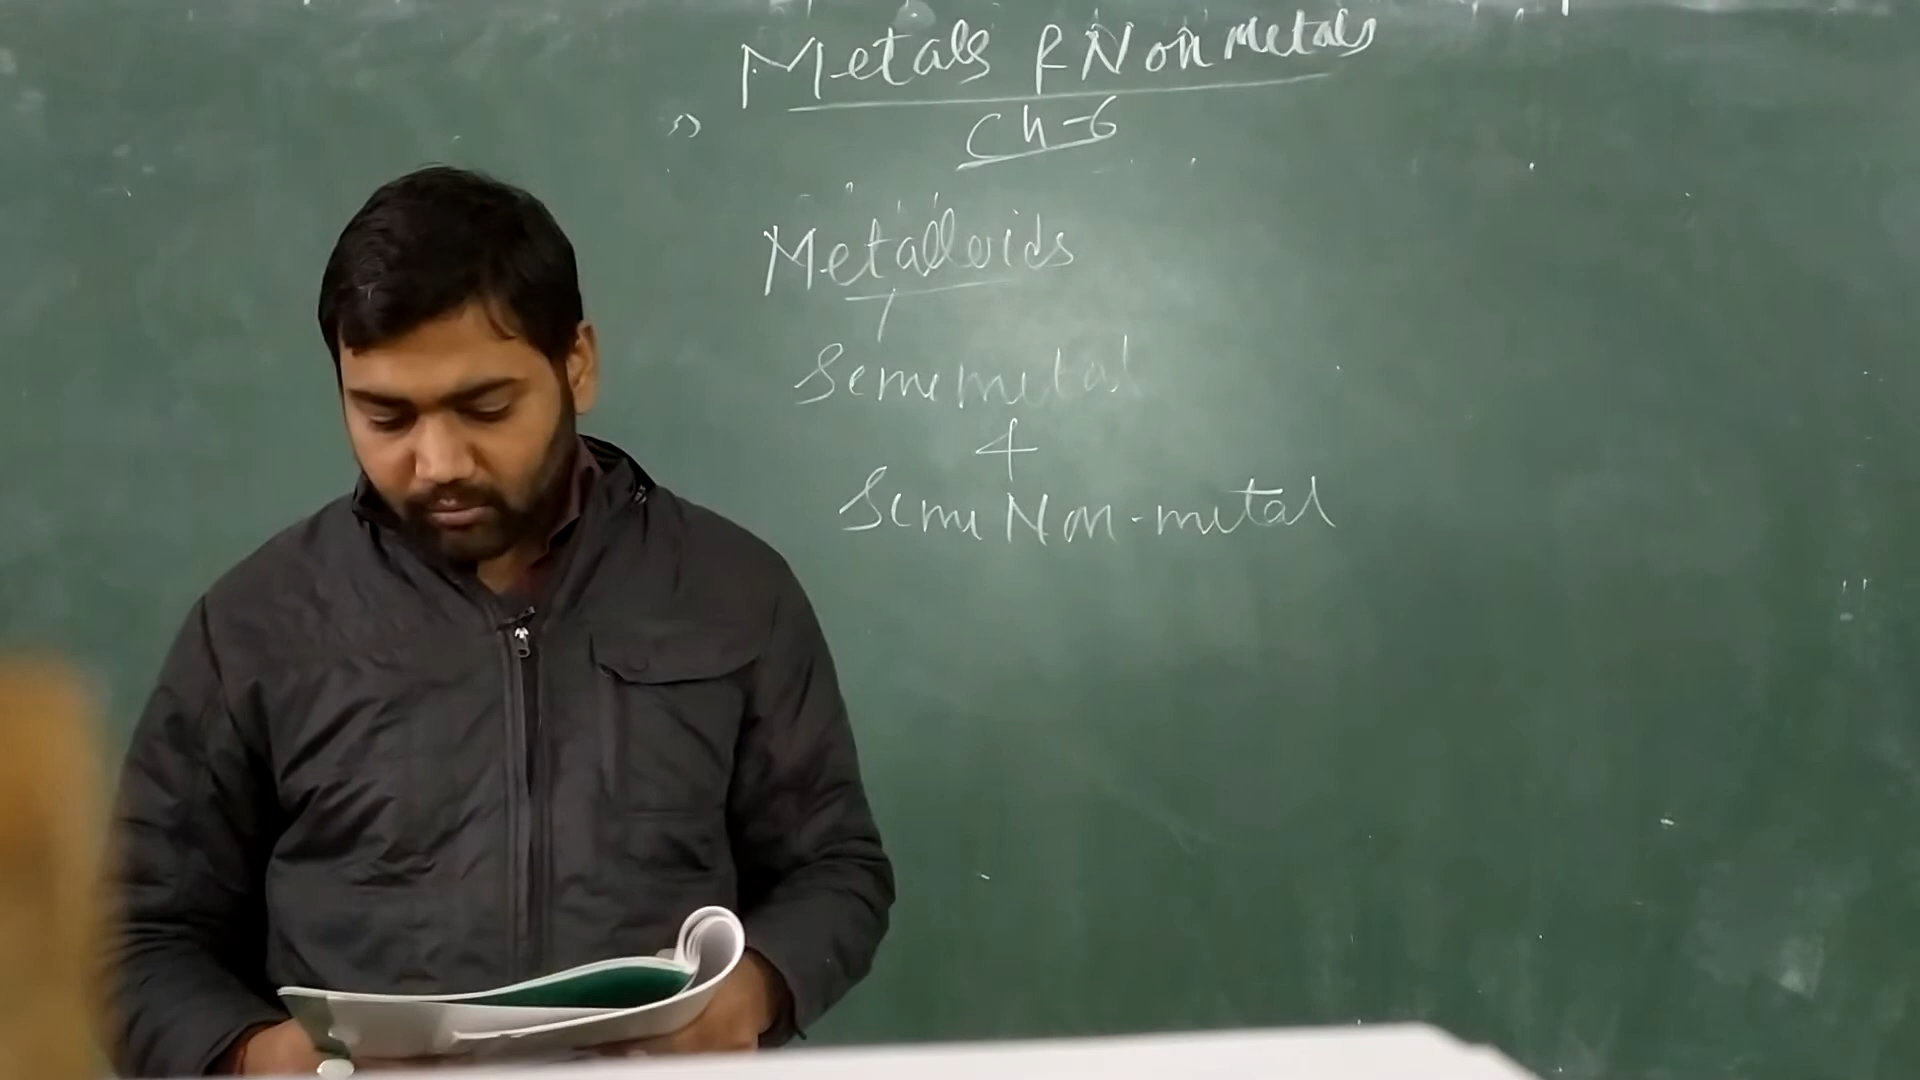 Metals & Non metals
Ch-6
Metalloids
Semimetal
+
Semi Non-metal